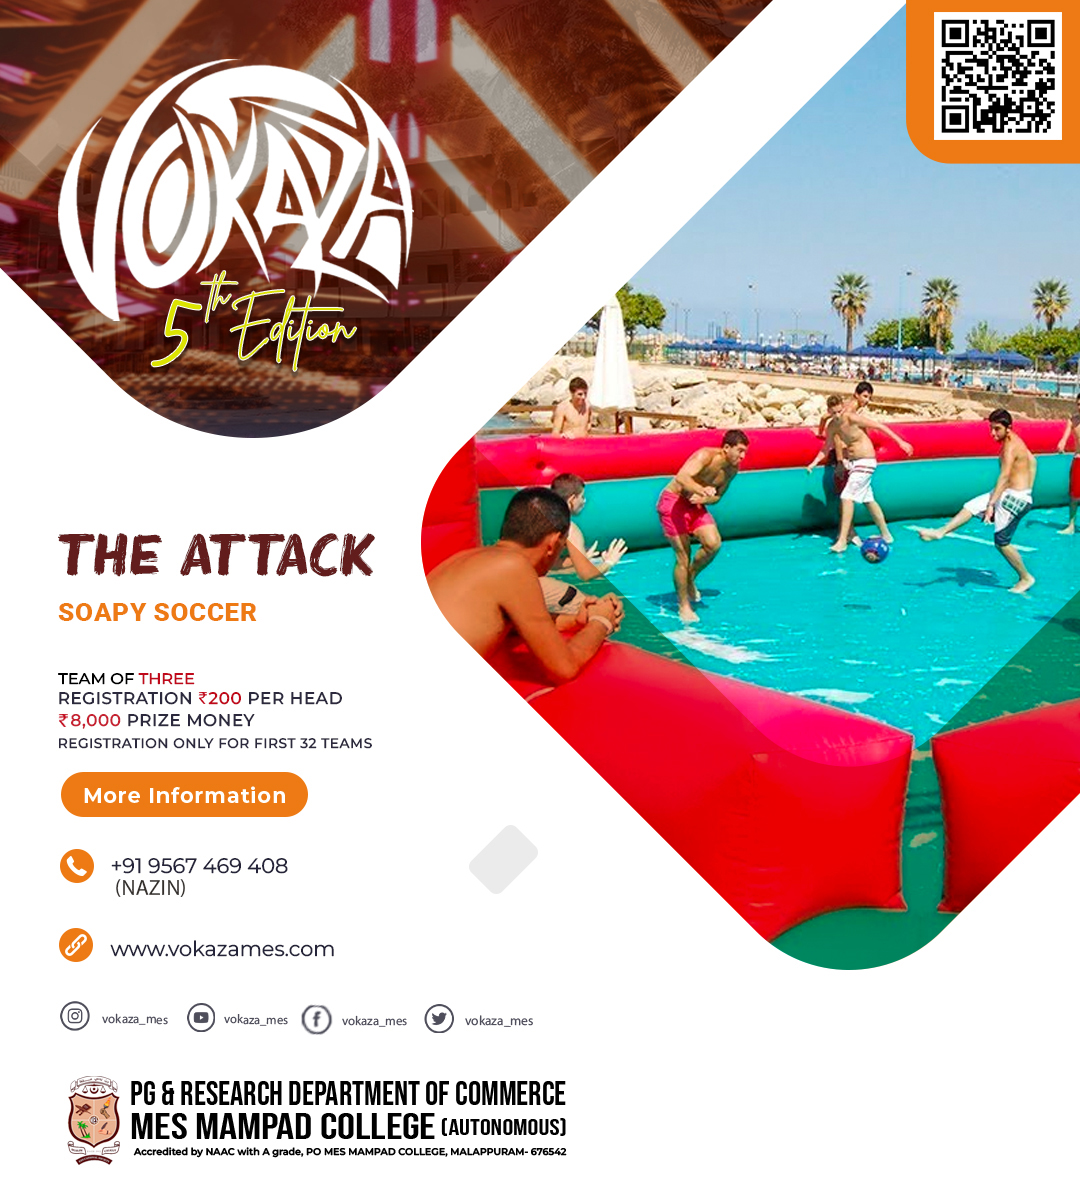 VOKAZA
5th Edition
THE ATTACK
SOAPY SOCCER
TEAM OF THREE
REGISTRATION ₹200 PER HEAD
₹8,000 PRIZE MONEY
REGISTRATION ONLY FOR FIRST 32 TEAMS
More Information
+91 9567 469 408
(NAZIN)
www.vokazames.com
vokaza_mes vokaza_mes vokaza_mes vokaza_mes
PG & RESEARCH DEPARTMENT OF COMMERCE
MES MAMPAD COLLEGE (AUTONOMOUS)
Accredited by NAAC with A grade, PO MES MAMPAD COLLEGE, MALAPPURAM- 676542